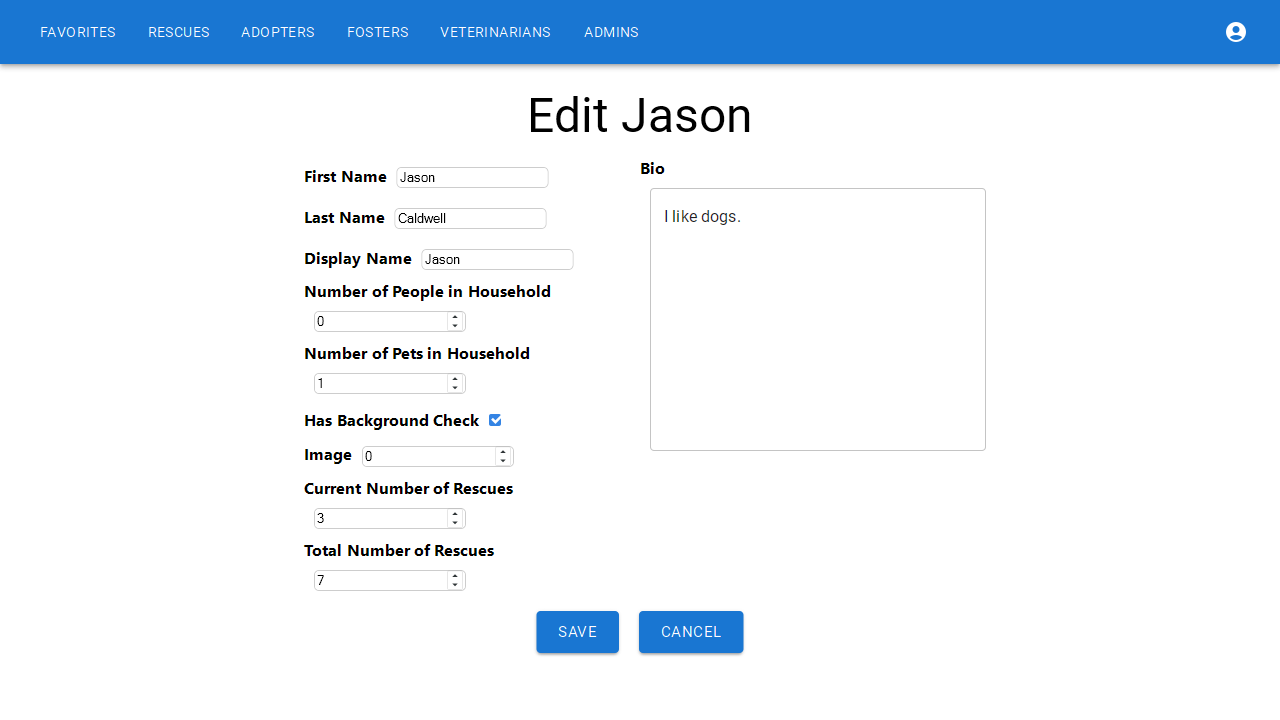 FAVORITES RESCUES ADOPTERS FOSTERS VETERINARIANS ADMINS
Edit Jason
First Name Jason
Last Name Caldwell
Display Name Jason
Number of People in Household
0
Number of Pets in Household
1
Has Background Check
Image 0
Current Number of Rescues
3
Total Number of Rescues
7
Bio
I like dogs.
SAVE CANCEL